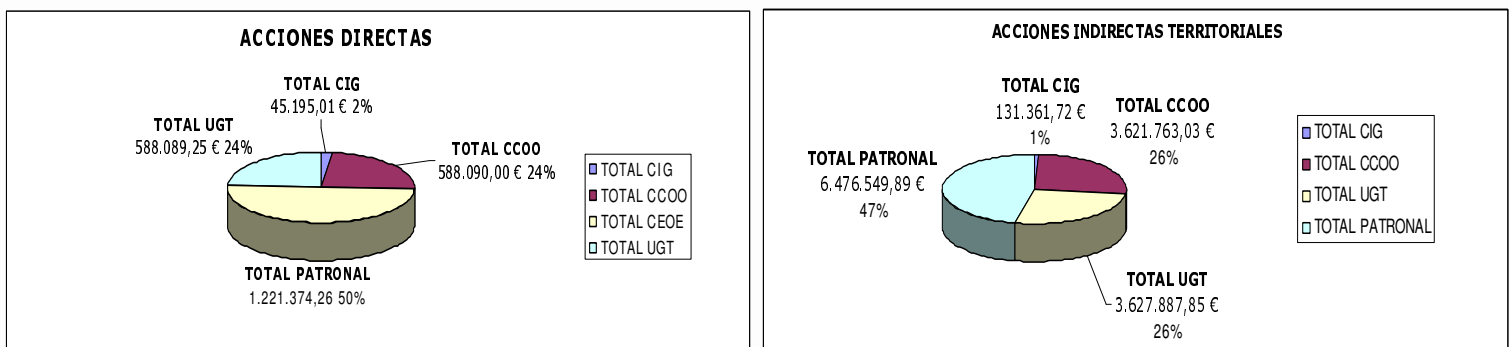 ACCIONES DIRECTAS
TOTAL CIG
45.195,01 € 2%
TOTAL UGT
588.089,25 € 24%
TOTAL CCOO
588.090,00 € 24%
TOTAL PATRONAL
1.221.374,26 50%
TOTAL CIG
TOTAL CCOO
TOTAL CEOE
TOTAL UGT
ACCIONES INDIRECTAS TERRITORIALES
TOTAL CIG
131.361,72 €
1%
TOTAL CCOO
3.621.763,03 €
26%
TOTAL PATRONAL
6.476.549,89 €
47%
TOTAL UGT
3.627.887,85 €
26%
TOTAL CIG
TOTAL CCOO
TOTAL UGT
TOTAL PATRONAL